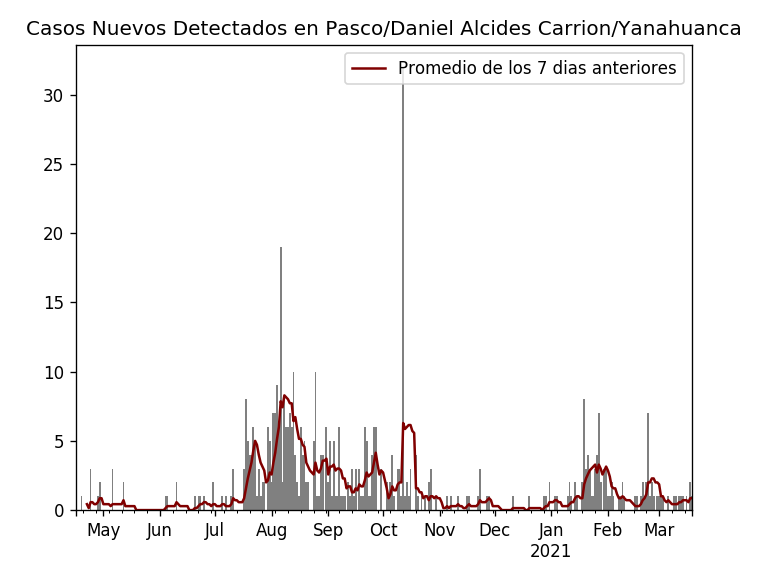 Casos Nuevos Detectados en Pasco/Daniel Alcides Carrion/Yanahuanca
Promedio de los 7 dias anteriores
30
25
20
15
10
5
0
May Jun Jul Aug Sep Oct Nov Dec Jan Feb Mar
2021